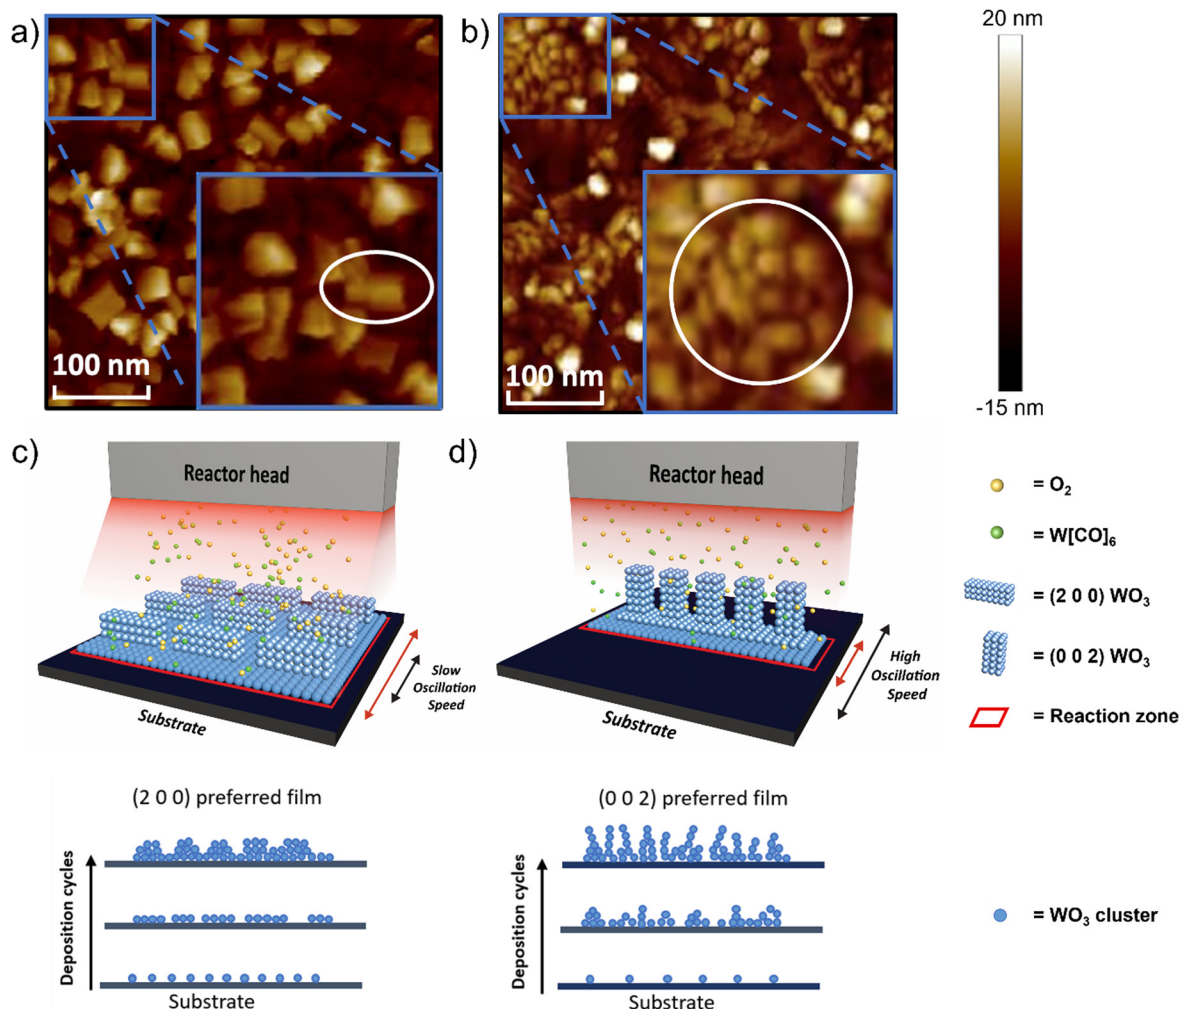 a)
100 nm
b)
100 nm
20 nm
-15 nm
c)
Reactor head
Slow
Oscillation
Speed
Substrate
d)
Reactor head
High
Oscillation
Speed
Substrate
= O₂
= W[CO]₆
= (2 0 0) WO₃
= (0 0 2) WO₃
= Reaction zone
(2 0 0) preferred film
Deposition cycles
Substrate
(0 0 2) preferred film
Deposition cycles
Substrate
= WO₃ cluster